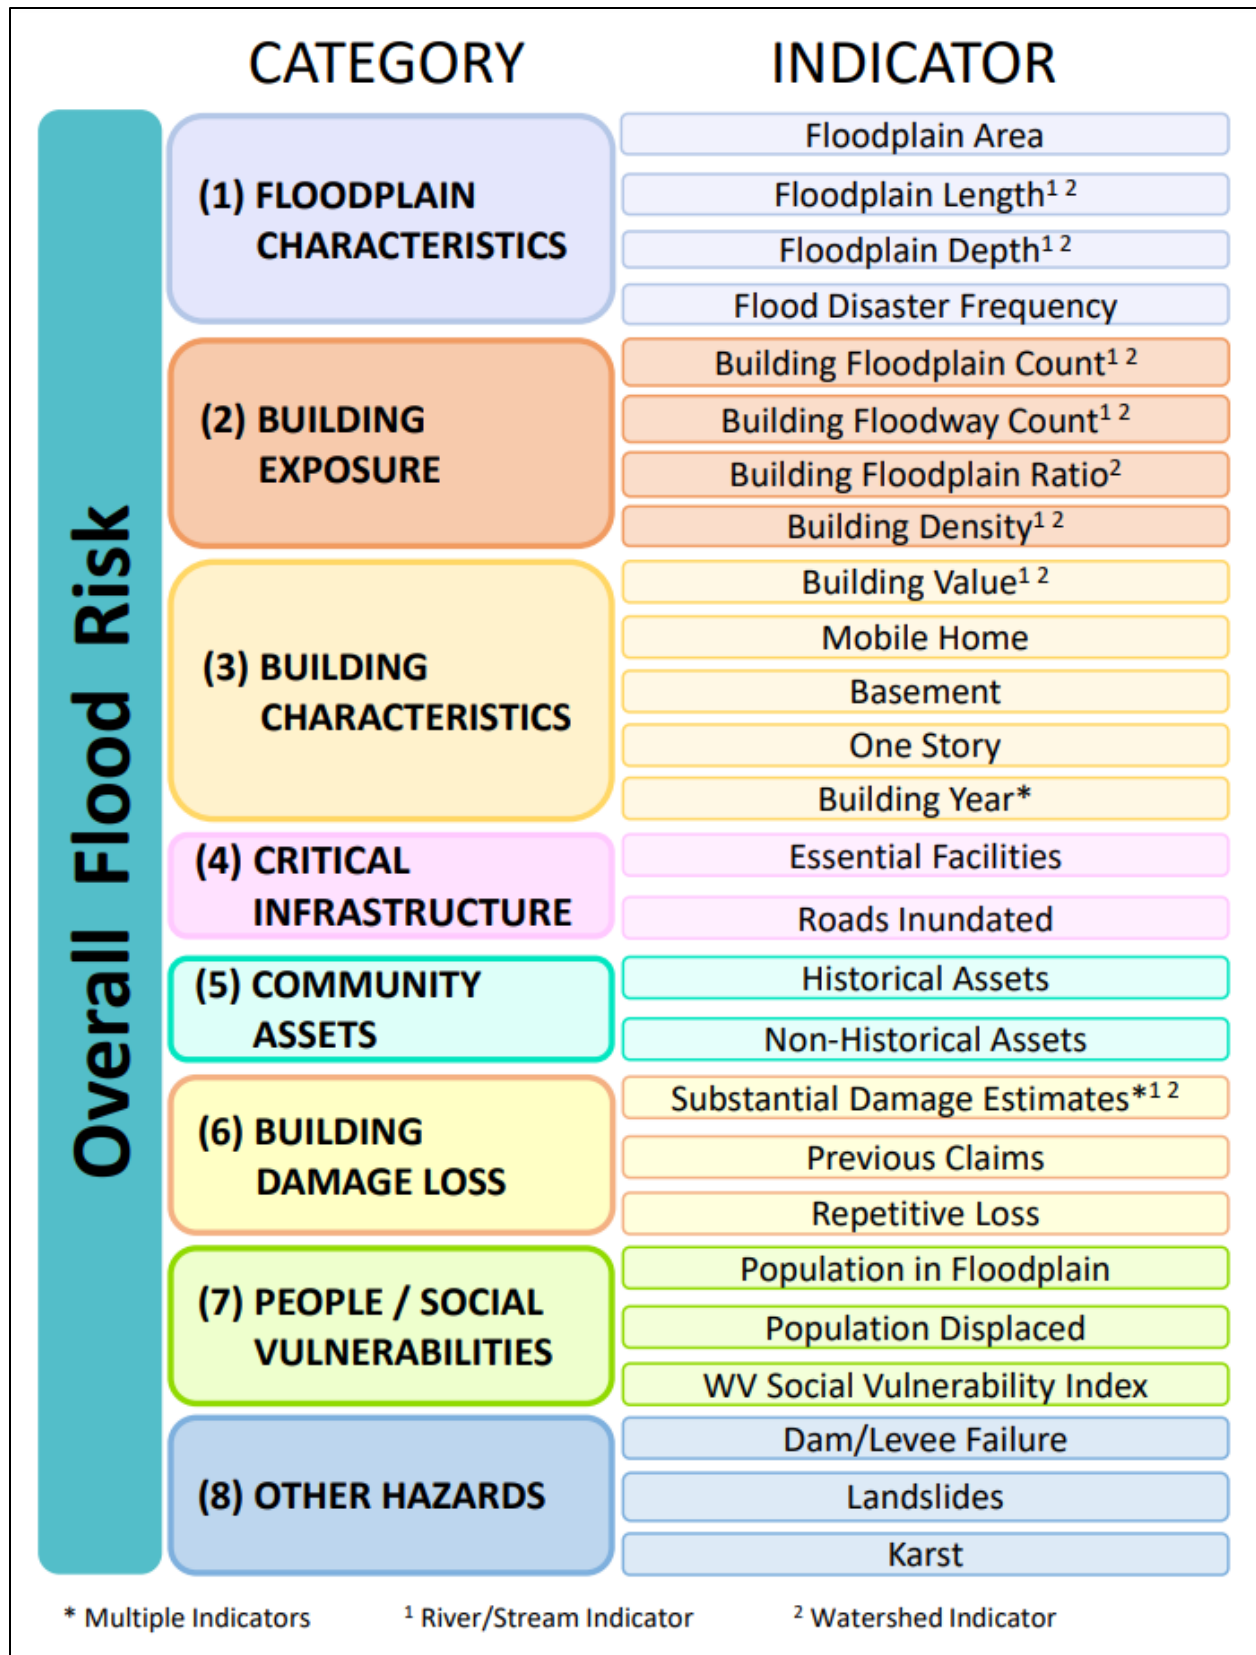 CATEGORY
INDICATOR
Overall Flood Risk
(1) FLOODPLAIN
CHARACTERISTICS
Floodplain Area
Floodplain Length¹ ²
Floodplain Depth¹ ²
Flood Disaster Frequency
(2) BUILDING
EXPOSURE
Building Floodplain Count¹ ²
Building Floodway Count¹ ²
Building Floodplain Ratio²
Building Density¹ ²
(3) BUILDING
CHARACTERISTICS
Building Value¹ ²
Mobile Home
Basement
One Story
Building Year*
(4) CRITICAL
INFRASTRUCTURE
Essential Facilities
Roads Inundated
(5) COMMUNITY
ASSETS
Historical Assets
Non-Historical Assets
(6) BUILDING
DAMAGE LOSS
Substantial Damage Estimates*¹ ²
Previous Claims
Repetitive Loss
(7) PEOPLE / SOCIAL
VULNERABILITIES
Population in Floodplain
Population Displaced
WV Social Vulnerability Index
(8) OTHER HAZARDS
Dam/Levee Failure
Landslides
Karst
* Multiple Indicators
¹ River/Stream Indicator
² Watershed Indicator